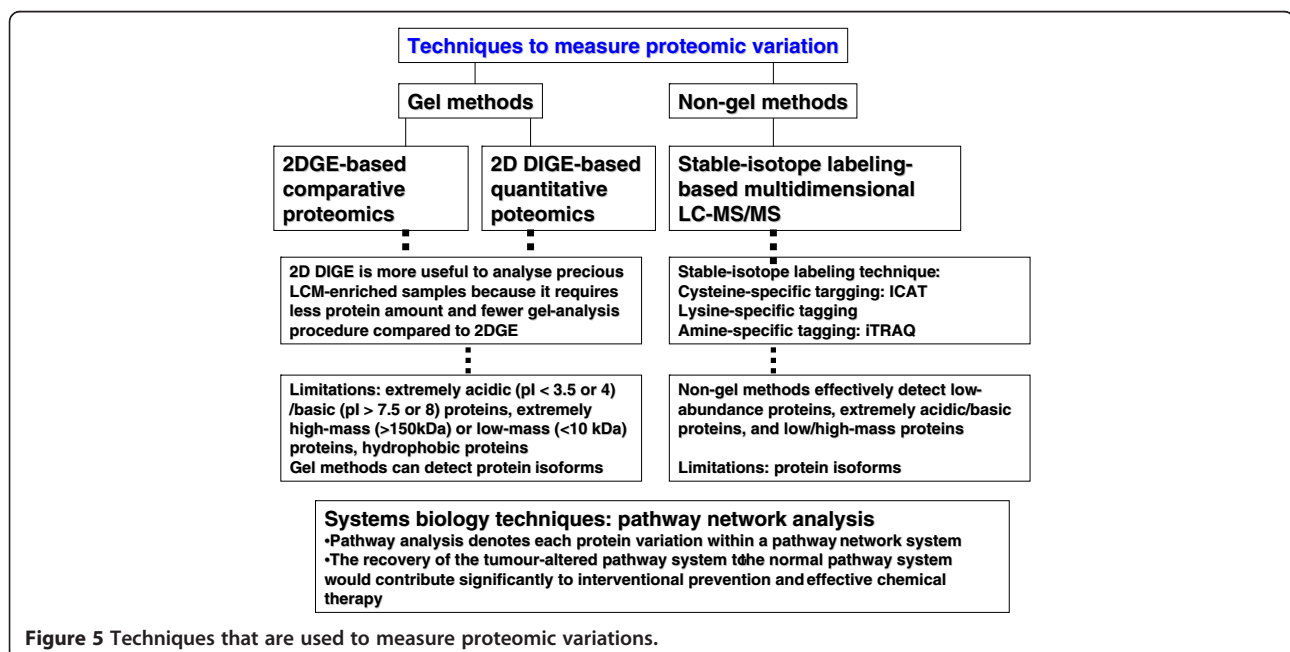 Techniques to measure proteomic variation
Gel methods
Non-gel methods
2DGE-based
comparative
proteomics
2D DIGE-based
quantitative
poteomics
Stable-isotope labeling-
based multidimensional
LC-MS/MS
2D DIGE is more useful to analyse precious
LCM-enriched samples because it requires
less protein amount and fewer gel-analysis
procedure compared to 2DGE
Stable-isotope labeling technique:
Cysteine-specific targging: ICAT
Lysine-specific tagging
Amine-specific tagging: iTRAQ
Limitations: extremely acidic (pI < 3.5 or 4)
/basic (pI > 7.5 or 8) proteins, extremely
high-mass (>150kDa) or low-mass (<10 kDa)
proteins, hydrophobic proteins
Gel methods can detect protein isoforms
Non-gel methods effectively detect low-
abundance proteins, extremely acidic/basic
proteins, and low/high-mass proteins
Limitations: protein isoforms
Systems biology techniques: pathway network analysis
•Pathway analysis denotes each protein variation within a pathway network system
•The recovery of the tumour-altered pathway system to the normal pathway system
would contribute significantly to interventional prevention and effective chemical
therapy
Figure 5 Techniques that are used to measure proteomic variations.